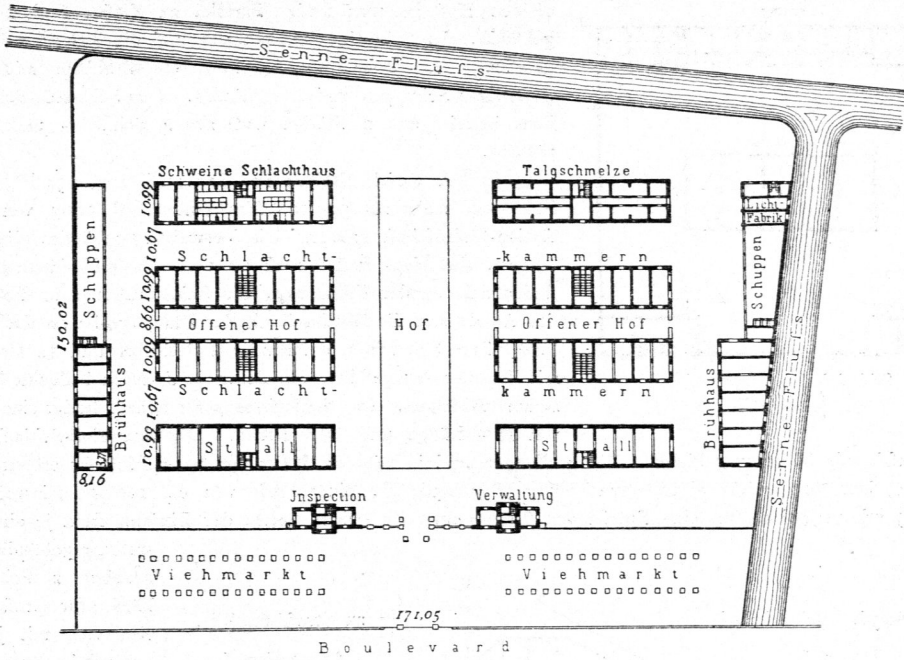 Senne-Fluſs
Schweine Schlachthaus
Talgschmelze
10,99
Licht-
Fabrik
Schuppen
10,67
Schlacht-
-kammern
Schuppen
10,99
150,02
8,66
Offener Hof
Hof
Offener Hof
Senne-Fluſs
10,99
Brühhaus
Schlacht-
kammern
Brühhaus
10,67
10,99
Stall
Stall
8,16
Jnspection
Verwaltung
Viehmarkt
Viehmarkt
171,05
Boulevard